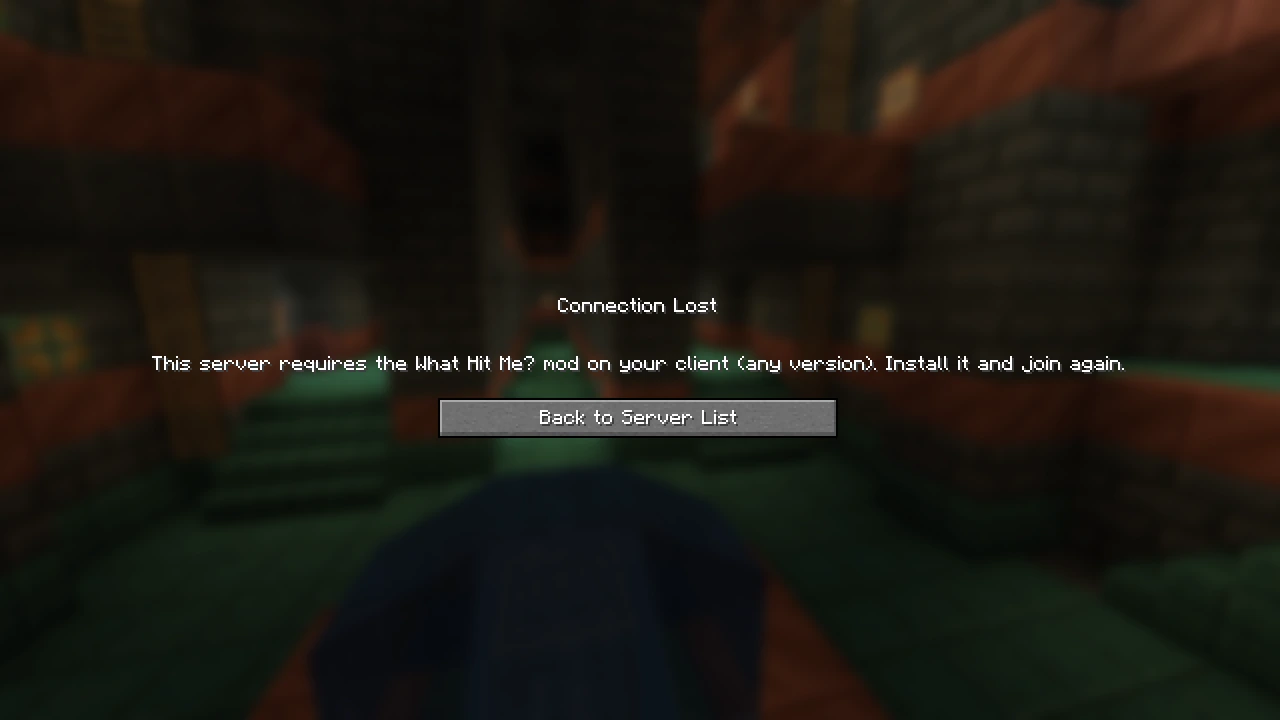 Connection Lost
This server requires the What Hit Me? mod on your client (any version). Install it and join again.
Back to Server List